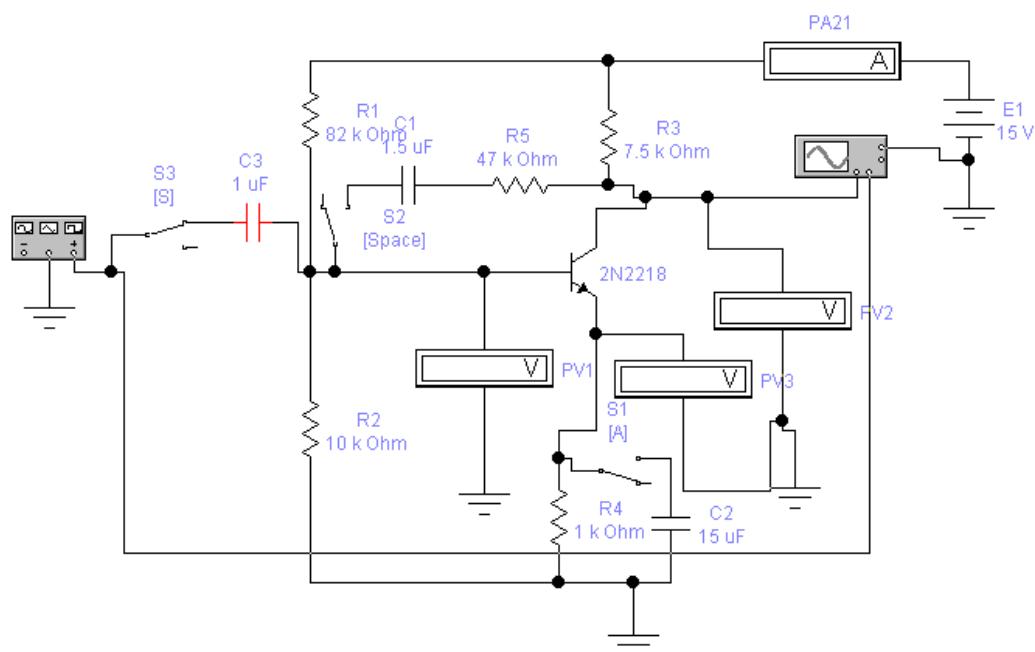 PA21
A
E1
15 V
R1
82 k Ohm
C1
1.5 uF
R5
47 k Ohm
R3
7.5 k Ohm
S3
[S]
C3
1 uF
S2
[Space]
2N2218
V
PV1
V
PV2
V
PV3
S1
[A]
R2
10 k Ohm
R4
1 k Ohm
C2
15 uF